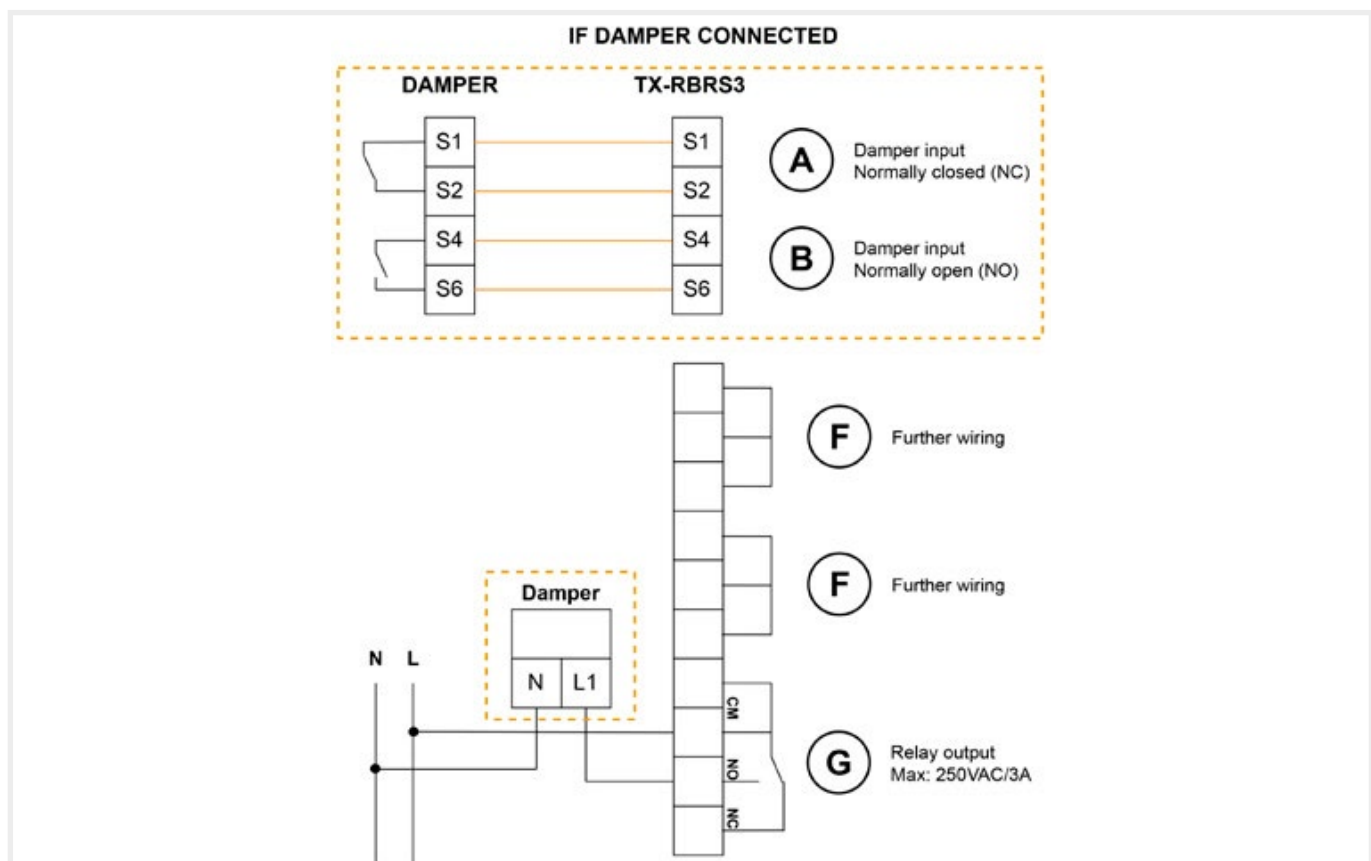 IF DAMPER CONNECTED
DAMPER
TX-RBRS3
S1
S1
S2
S2
S4
S4
S6
S6
A
Damper input
Normally closed (NC)
B
Damper input
Normally open (NO)
F
Further wiring
F
Further wiring
Damper
N L
N L1
CM
NO
NC
G
Relay output
Max: 250VAC/3A